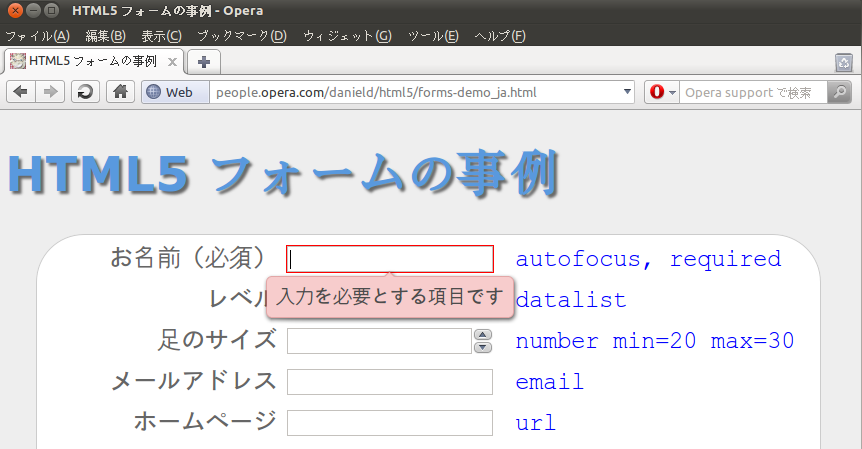 HTML5 フォームの事例 - Opera
ファイル(A) 編集(B) 表示(C) ブックマーク(D) ウィジェット(G) ツール(E) ヘルプ(F)
HTML5 フォームの事例
Web people.opera.com/danield/html5/forms-demo_ja.html Opera support で検索
HTML5 フォームの事例
お名前（必須） autofocus, required
入力を必要とする項目です
レベル datalist
足のサイズ number min=20 max=30
メールアドレス email
ホームページ url